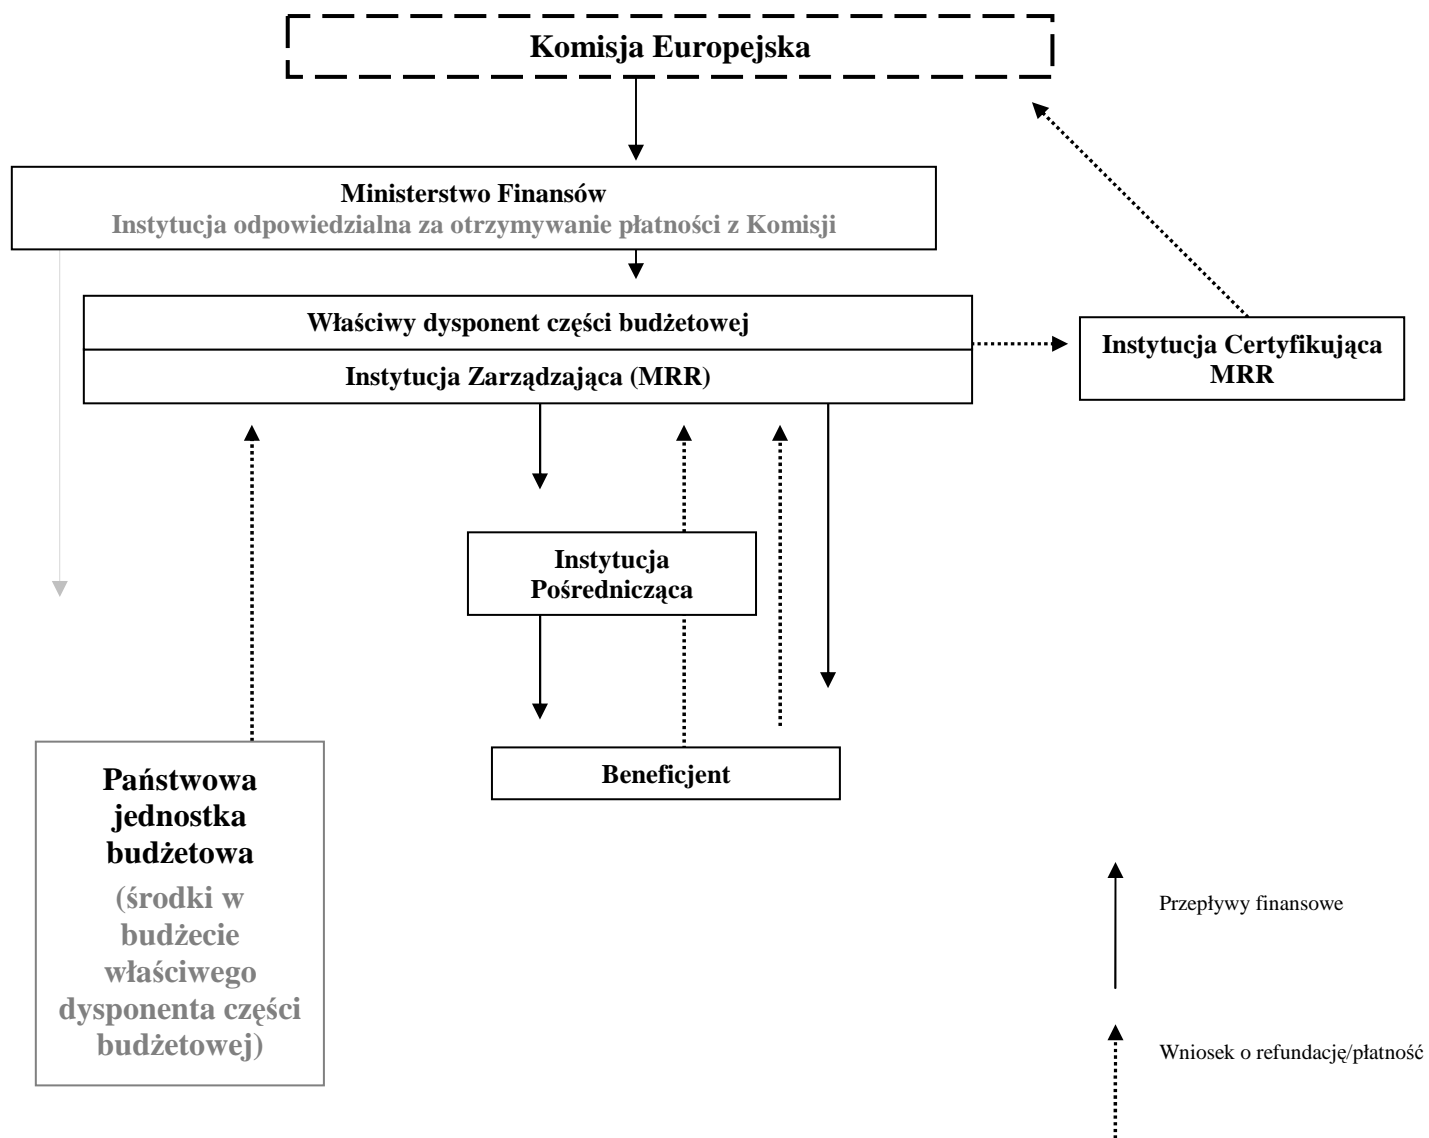 Komisja Europejska
Ministerstwo Finansów
Instytucja odpowiedzialna za otrzymywanie płatności z Komisji
Właściwy dysponent części budżetowej
Instytucja Zarządzająca (MRR)
Instytucja Certyfikująca
MRR
Instytucja
Pośrednicząca
Beneficjent
Państwowa
jednostka
budżetowa
(środki w
budżecie
właściwego
dysponenta części
budżetowej)
Przepływy finansowe
Wniosek o refundację/płatność